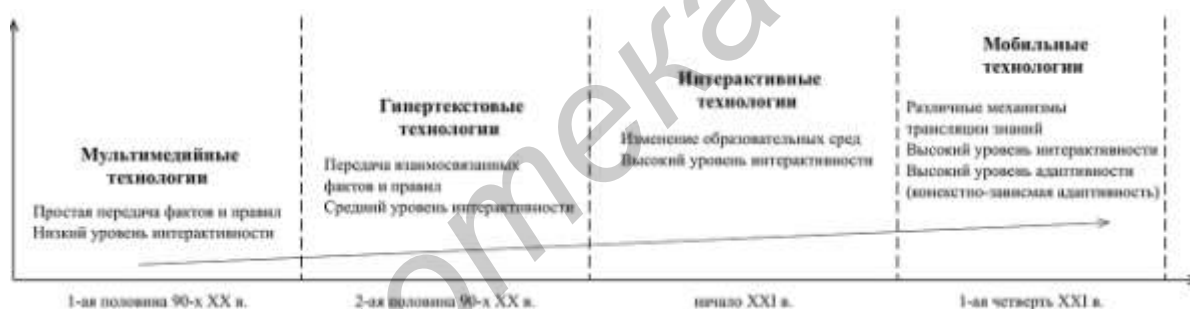 Мультимедийные
технологии
Простая передача фактов и правил
Низкий уровень интерактивности
1-ая половина 90-х XX в.
Гипертекстовые
технологии
Передача взаимосвязанных
фактов и правил
Средний уровень интерактивности
2-ая половина 90-х XX в.
Интерактивные
технологии
Изменение образовательных сред
Высокий уровень интерактивности
начало XXI в.
Мобильные
технологии
Различные механизмы
трансляции знаний
Высокий уровень интерактивности
Высокий уровень адаптивности
адаптивность)
1-ая четверть XXI в.